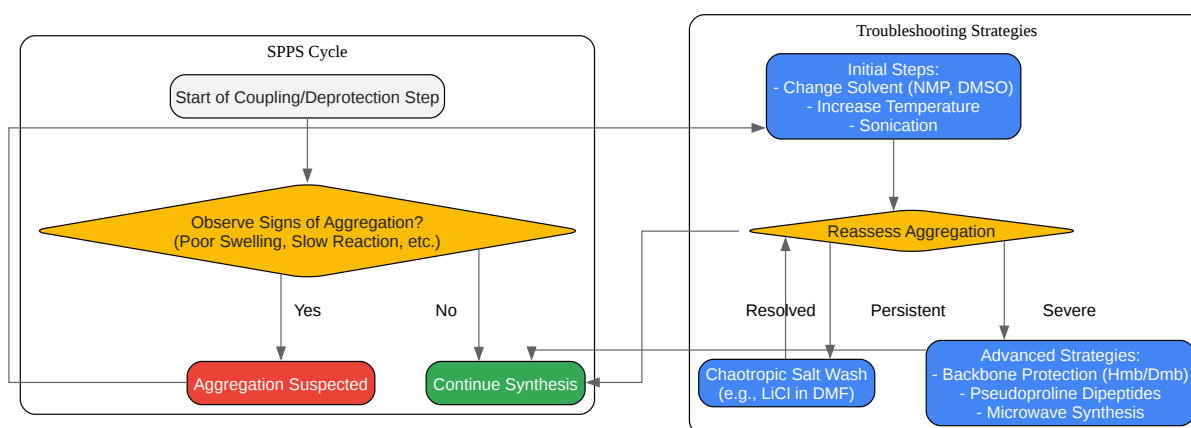 SPPS Cycle
Start of Coupling/Deprotection Step
Observe Signs of Aggregation?
(Poor Swelling, Slow Reaction, etc.)
Yes
No
Aggregation Suspected
Continue Synthesis
Troubleshooting Strategies
Initial Steps:
- Change Solvent (NMP, DMSO)
- Increase Temperature
- Sonication
Reassess Aggregation
Resolved
Persistent
Severe
Chaotropic Salt Wash
(e.g., LiCl in DMF)
Advanced Strategies:
- Backbone Protection (Hmb/Dmb)
- Pseudoproline Dipeptides
- Microwave Synthesis